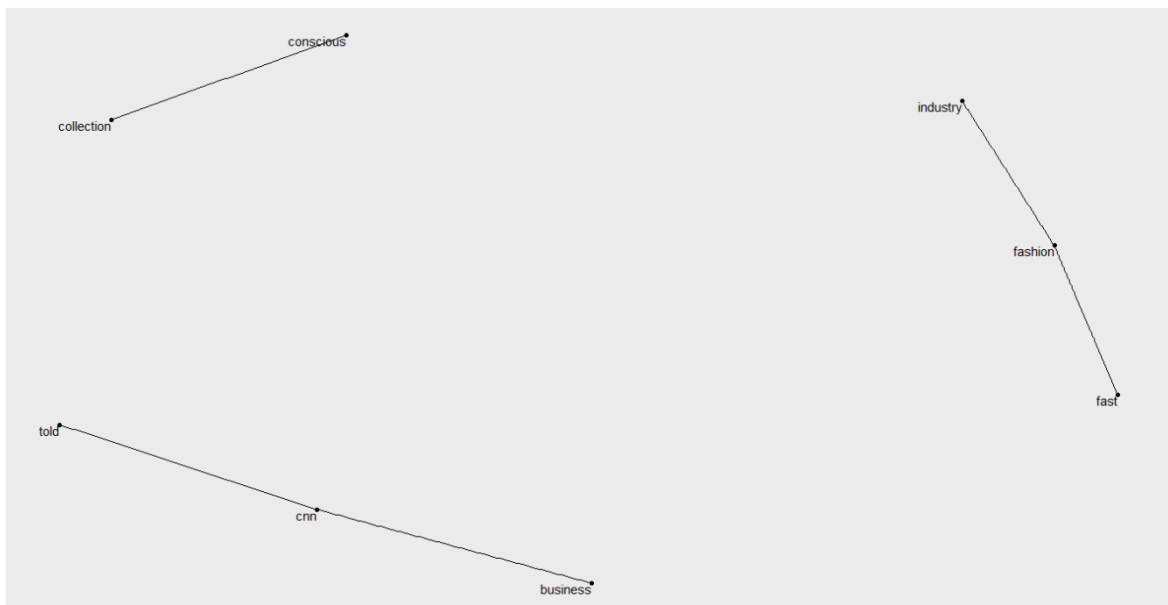 conscious
collection
industry
fashion
fast
told
cnn
business